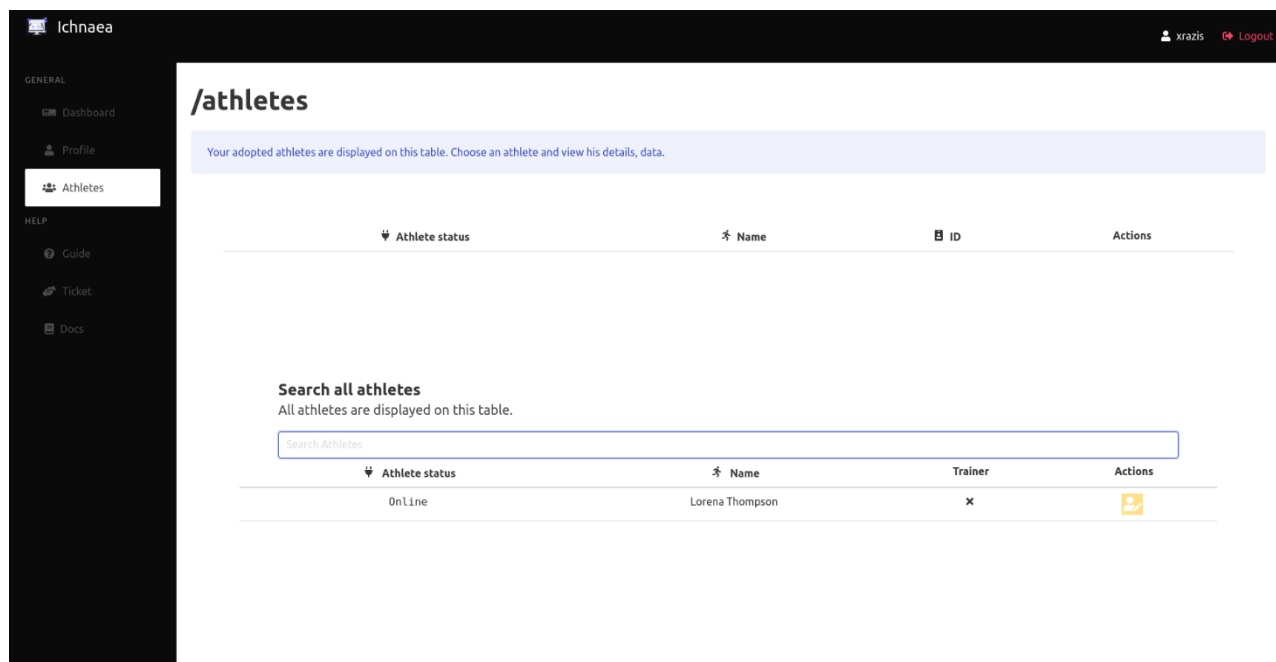 Ichnaea
xrazis Logout
GENERAL
Dashboard
Profile
Athletes
HELP
Guide
Ticket
Docs
/athletes
Your adopted athletes are displayed on this table. Choose an athlete and view his details, data.
Athlete status Name ID Actions
Search all athletes
All athletes are displayed on this table.
Search Athletes
Athlete status Name Trainer Actions
Online Lorena Thompson